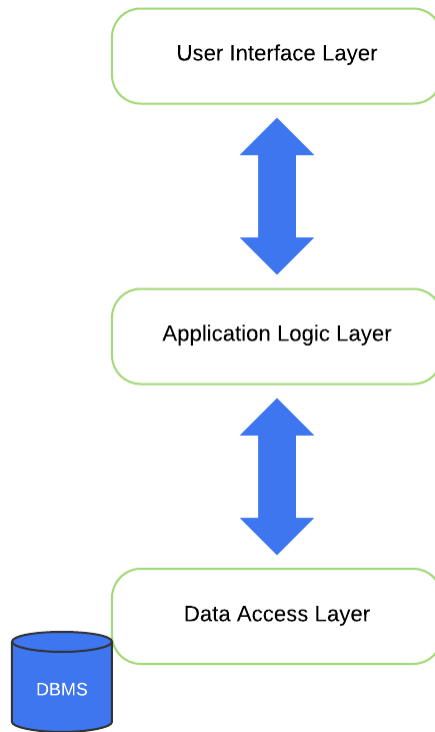 User Interface Layer
Application Logic Layer
Data Access Layer
DBMS